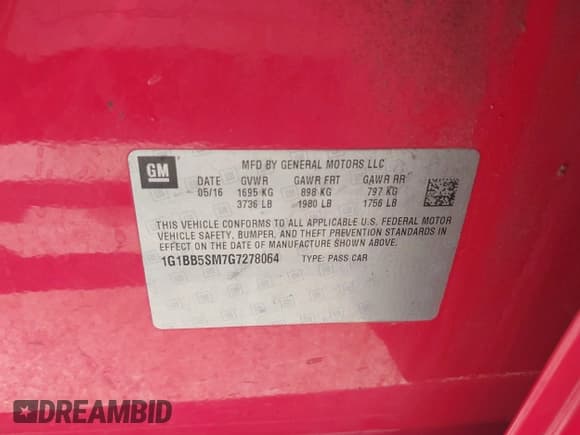 GM
MFD BY GENERAL MOTORS LLC
DATE GVWR GAWR FRT GAWR RR
05/16 1695 KG 898 KG 797 KG
3736 LB 1980 LB 1756 LB
THIS VEHICLE CONFORMS TO ALL APPLICABLE U.S. FEDERAL MOTOR
VEHICLE SAFETY, BUMPER, AND THEFT PREVENTION STANDARDS IN
EFFECT ON THE DATE OF MANUFACTURE SHOWN ABOVE.
1G1BB5SM7G7278064 TYPE: PASS CAR
DREAMBID